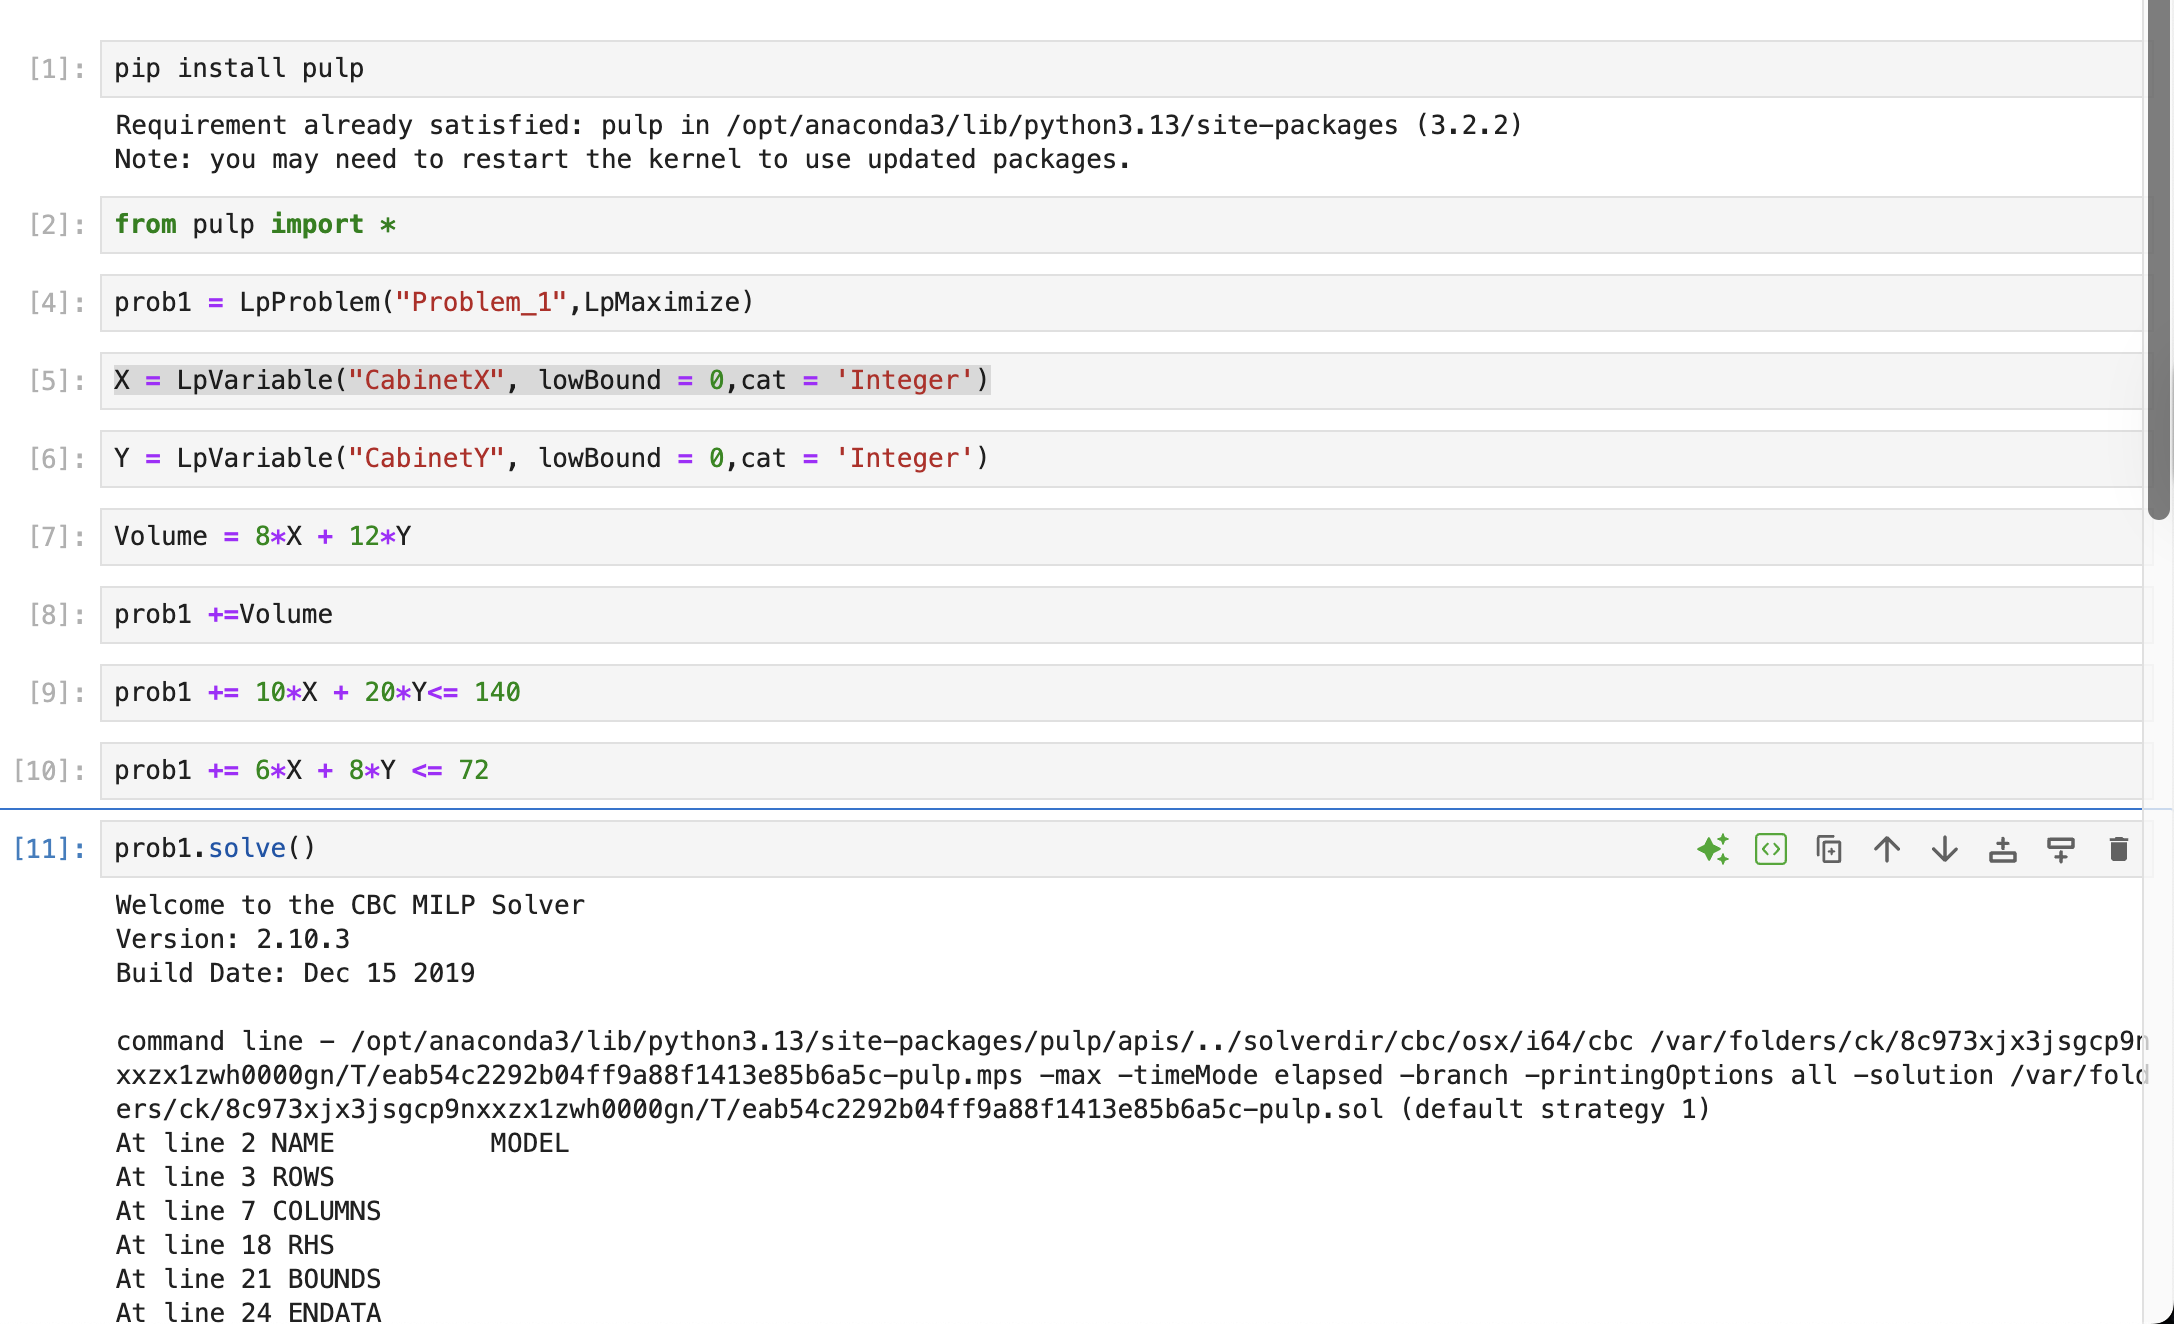 [1]: pip install pulp
Requirement already satisfied: pulp in /opt/anaconda3/lib/python3.13/site-packages (3.2.2)
Note: you may need to restart the kernel to use updated packages.
[2]: from pulp import *
[4]: prob1 = LpProblem("Problem_1",LpMaximize)
[5]: X = LpVariable("CabinetX", lowBound = 0,cat = 'Integer')
[6]: Y = LpVariable("CabinetY", lowBound = 0,cat = 'Integer')
[7]: Volume = 8*X + 12*Y
[8]: prob1 +=Volume
[9]: prob1 += 10*X + 20*Y<= 140
[10]: prob1 += 6*X + 8*Y <= 72
[11]: prob1.solve()
Welcome to the CBC MILP Solver
Version: 2.10.3
Build Date: Dec 15 2019
command line - /opt/anaconda3/lib/python3.13/site-packages/pulp/apis/../solverdir/cbc/osx/i64/cbc /var/folders/ck/8c973xjx3jsgcp9n
xxzx1zwh0000gn/T/eab54c2292b04ff9a88f1413e85b6a5c-pulp.mps -max -timeMode elapsed -branch -printingOptions all -solution /var/fold
ers/ck/8c973xjx3jsgcp9nxxzx1zwh0000gn/T/eab54c2292b04ff9a88f1413e85b6a5c-pulp.sol (default strategy 1)
At line 2 NAME          MODEL
At line 3 ROWS
At line 7 COLUMNS
At line 18 RHS
At line 21 BOUNDS
At line 24 ENDATA